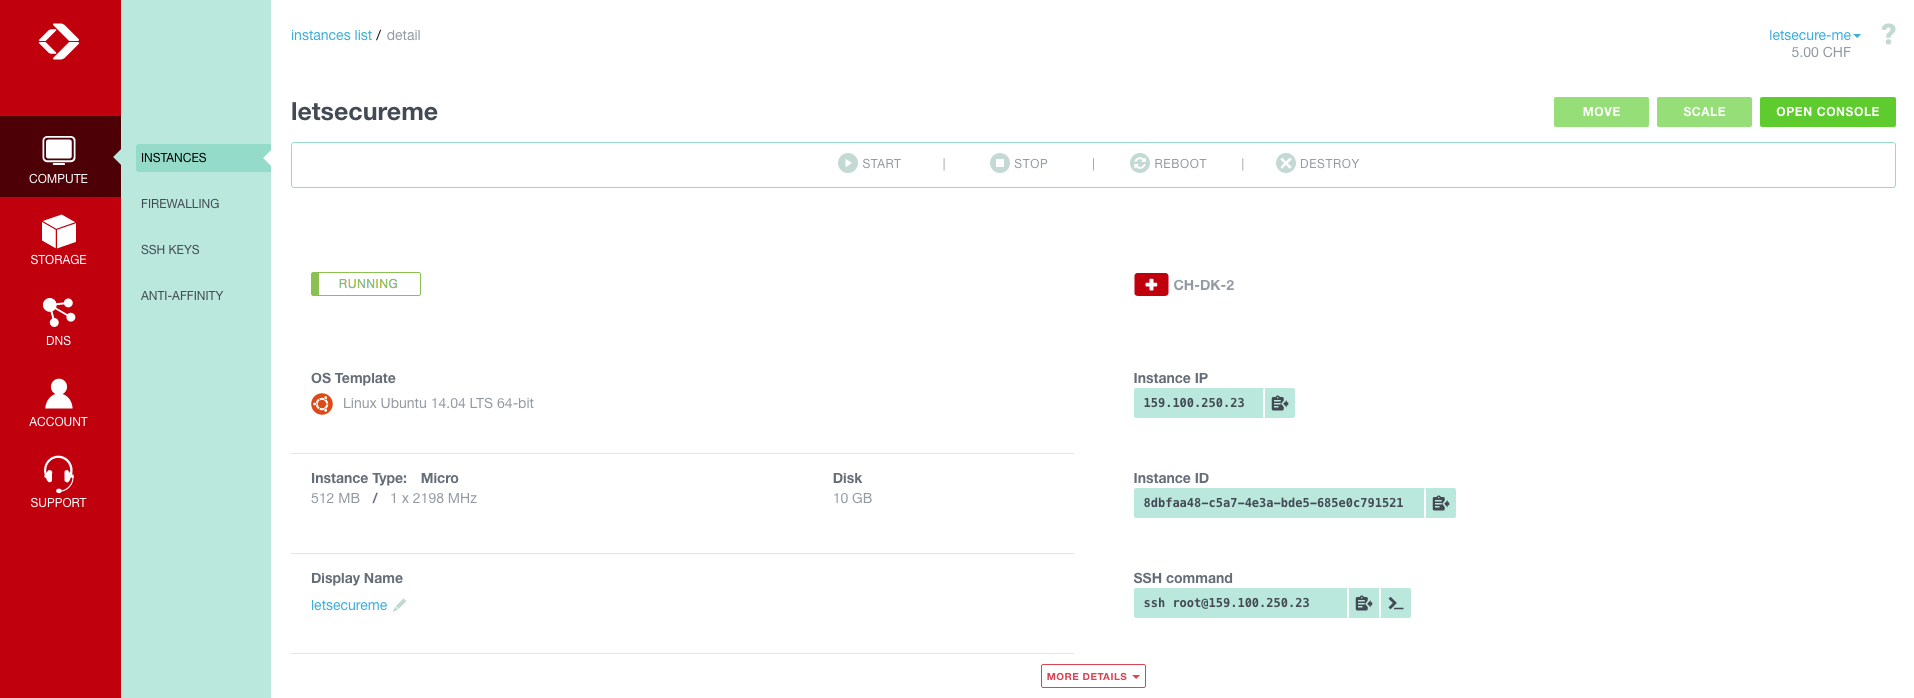 instances list / detail
letsecure-me
5.00 CHF
?
letsecureme
MOVE
SCALE
OPEN CONSOLE
START | STOP | REBOOT | DESTROY
COMPUTE
STORAGE
DNS
ACCOUNT
SUPPORT
INSTANCES
FIREWALLING
SSH KEYS
ANTI-AFFINITY
RUNNING
CH-DK-2
OS Template
Linux Ubuntu 14.04 LTS 64-bit
Instance IP
159.100.250.23
Instance Type: Micro
512 MB / 1 x 2198 MHz
Disk
10 GB
Instance ID
8dbfaa48-c5a7-4e3a-bde5-685e0c791521
Display Name
letsecureme
SSH command
ssh root@159.100.250.23
MORE DETAILS